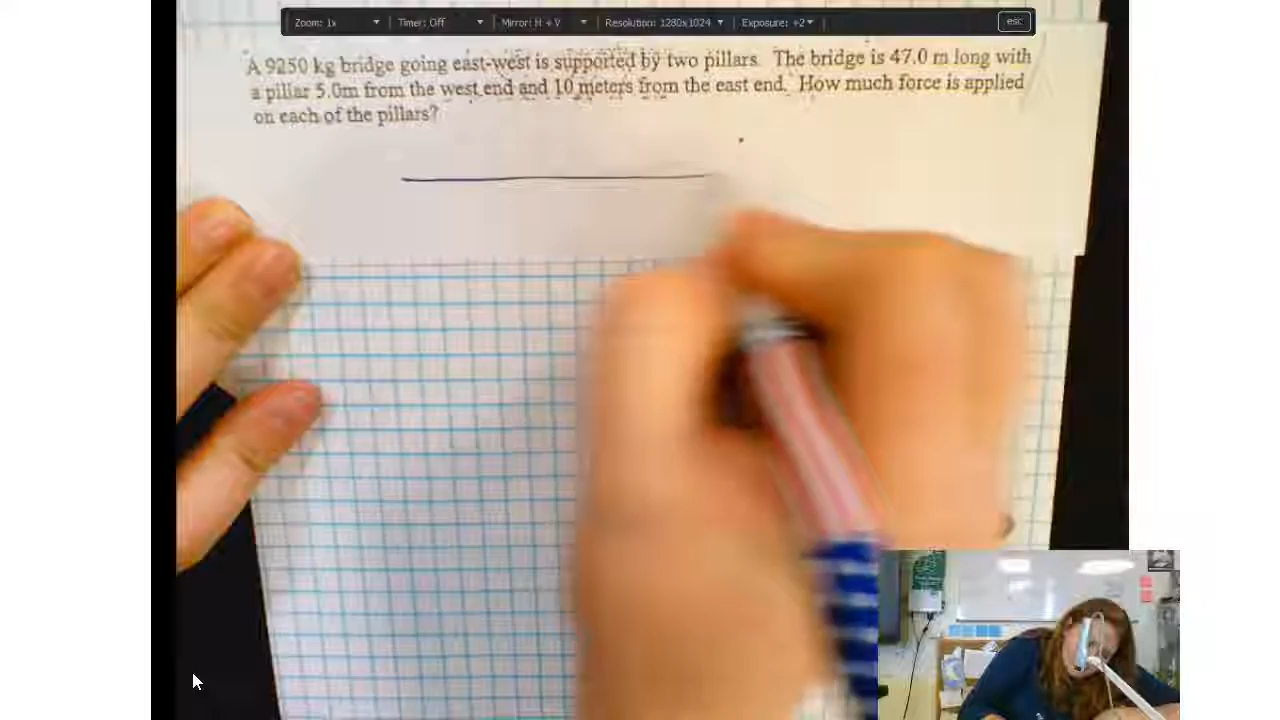 Zoom: 1x Timer: Off Mirror: H + V Resolution: 1280x1024 Exposure: +2 esc
A 9250 kg bridge going east-west is supported by two pillars. The bridge is 47.0 m long with
a pillar 5.0m from the west end and 10 meters from the east end. How much force is applied
on each of the pillars?